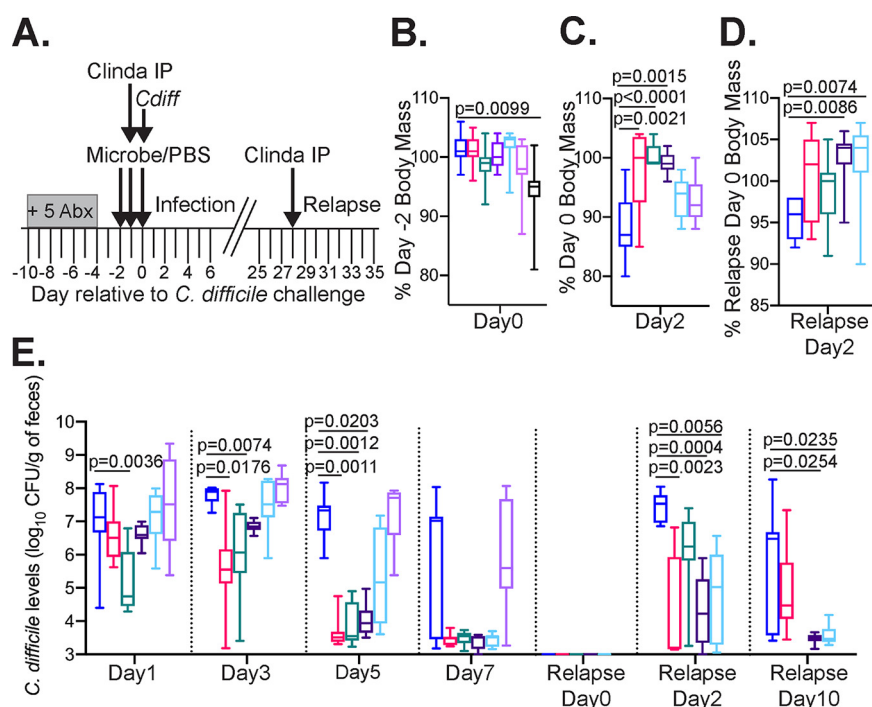 A.
Clinda IP
Cdiff
Microbe/PBS
Clinda IP
+ 5 Abx
Infection
Relapse
-10 -8 -6 -4 -2 0 2 4 6 25 27 29 31 33 35
Day relative to C. difficile challenge
B.
% Day -2 Body Mass
110
100
90
80
p=0.0099
Day0
C.
% Day 0 Body Mass
110
100
90
80
p=0.0015
p<0.0001
p=0.0021
Day2
D.
% Relapse Day 0 Body Mass
110
105
100
95
90
85
p=0.0074
p=0.0086
Relapse
Day2
E.
C. difficile levels (log10 CFU/g of feces)
10
9
8
7
6
5
4
3
p=0.0036
p=0.0074
p=0.0176
p=0.0203
p=0.0012
p=0.0011
p=0.0056
p=0.0004
p=0.0023
p=0.0235
p=0.0254
Day1 Day3 Day5 Day7 Relapse Relapse Relapse
Day0 Day2 Day10